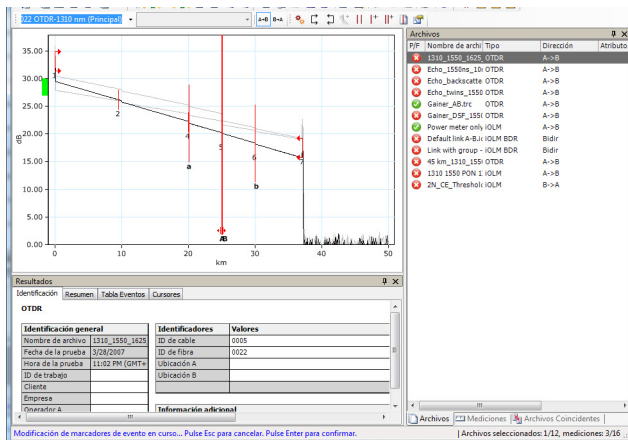 022 OTDR-1310 nm (Principal)
A→B B→A
35.00
30.00
25.00
20.00
15.00
10.00
5.00
0.00
dB
1
2
4
5
6
7
a
b
A B
0 10 20 30 40 50
km
Archivos
P/F Nombre de archi Tipo Dirección Atributo
1310_1550_1625 OTDR A->B
Echo_1550ns_10 OTDR A->B
Echo_backscatte OTDR A->B
Echo_twins_1550 OTDR A->B
Gainer_AB.trc OTDR A->B
Gainer_DSF_155 OTDR A->B
Power meter only iOLM A->B
Default link A-B.i iOLM BDR Bidir
Link with group - iOLM BDR Bidir
45 km_1310_155 OTDR A->B
1310 1550 PON 1 iOLM A->B
2N_CE_Threshol iOLM B->A
Resultados
Identificación Resumen Tabla Eventos Cursores
OTDR
Identificación general Identificadores Valores
Nombre de archivo 1310_1550_1625 ID de cable 0005
Fecha de la prueba 3/28/2007 ID de fibra 0022
Hora de la prueba 11:02 PM (GMT+ Ubicación A
ID de trabajo Ubicación B
Cliente
Empresa
Operador A Información adicional
Archivos Mediciones Archivos Coincidentes
Modificación de marcadores de evento en curso... Pulse Esc para cancelar. Pulse Enter para confirmar. Archivos seleccionados: 1/12, mediciones: 3/16